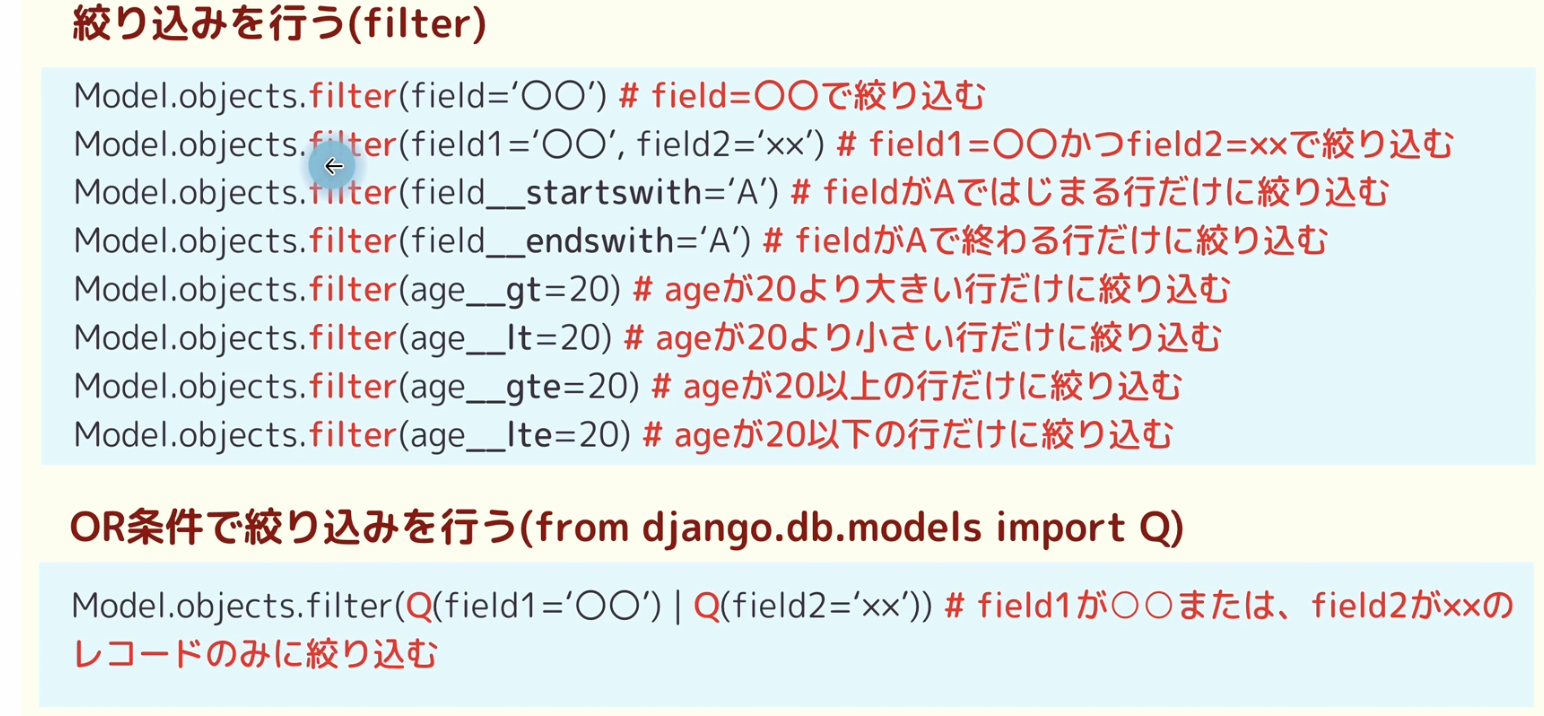 絞り込みを行う(filter)
Model.objects.filter(field=‘〇〇’) # field=〇〇で絞り込む
Model.objects.filter(field1=‘〇〇’, field2=‘××’) # field1=〇〇かつfield2=××で絞り込む
Model.objects.filter(field__startswith=‘A’) # fieldがAではじまる行だけに絞り込む
Model.objects.filter(field__endswith=‘A’) # fieldがAで終わる行だけに絞り込む
Model.objects.filter(age__gt=20) # ageが20より大きい行だけに絞り込む
Model.objects.filter(age__lt=20) # ageが20より小さい行だけに絞り込む
Model.objects.filter(age__gte=20) # ageが20以上の行だけに絞り込む
Model.objects.filter(age__lte=20) # ageが20以下の行だけに絞り込む
OR条件で絞り込みを行う(from django.db.models import Q)
Model.objects.filter(Q(field1=‘〇〇’) | Q(field2=‘××’)) # field1が○○または、field2が××の
レコードのみに絞り込む